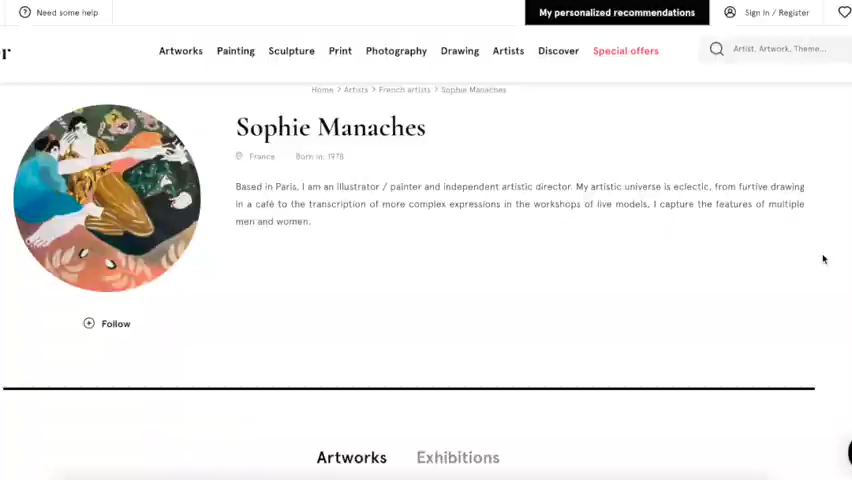 Need some help
My personalized recommendations
Sign In / Register
r
Artworks Painting Sculpture Print Photography Drawing Artists Discover Special offers
Artist, Artwork, Theme...
Home > Artists > French artists > Sophie Manaches
Sophie Manaches
France Born in: 1978
Based in Paris, I am an illustrator / painter and independent artistic director. My artistic universe is eclectic, from furtive drawing
in a café to the transcription of more complex expressions in the workshops of live models, I capture the features of multiple
men and women.
Follow
Artworks Exhibitions